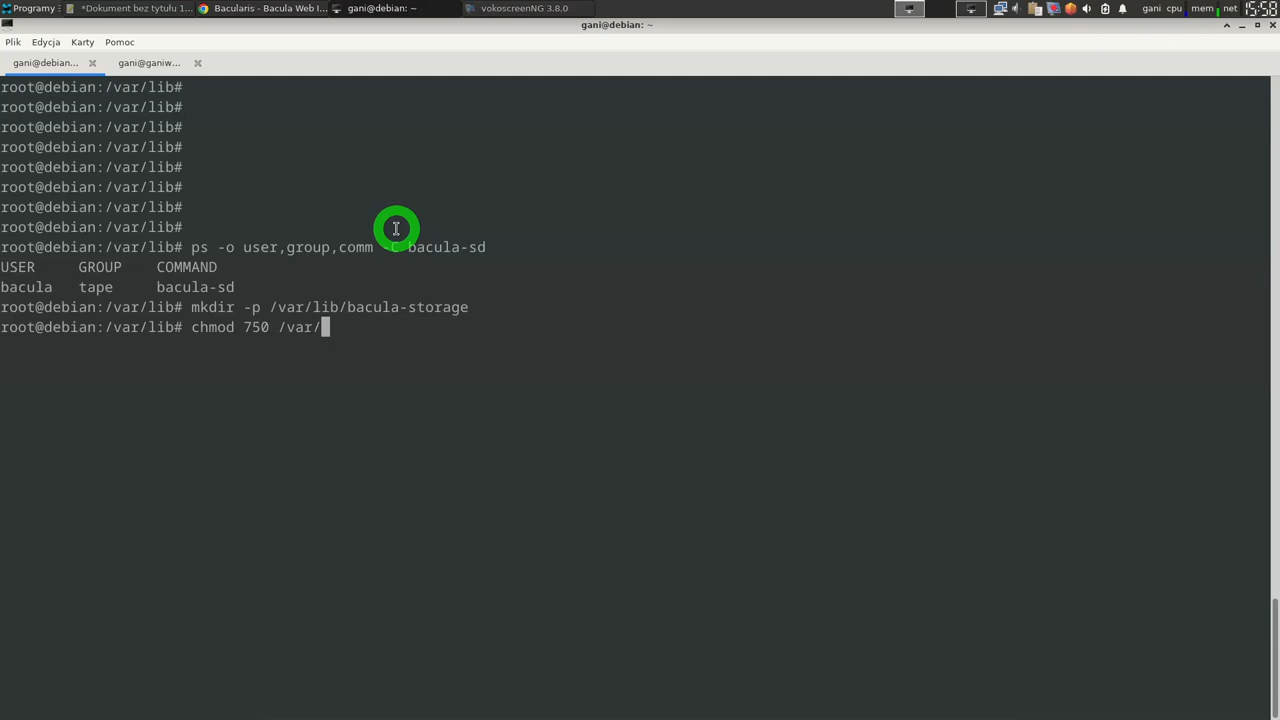 Programy *Dokument bez tytułu 1... Bacularis - Bacula Web I... gani@debian: ~ vokoscreenNG 3.8.0 gani cpu mem net 15:58
gani@debian: ~
Plik Edycja Karty Pomoc
gani@debian... gani@ganiw...
root@debian:/var/lib#
root@debian:/var/lib#
root@debian:/var/lib#
root@debian:/var/lib#
root@debian:/var/lib#
root@debian:/var/lib#
root@debian:/var/lib#
root@debian:/var/lib#
root@debian:/var/lib# ps -o user,group,comm -C bacula-sd
USER GROUP COMMAND
bacula tape bacula-sd
root@debian:/var/lib# mkdir -p /var/lib/bacula-storage
root@debian:/var/lib# chmod 750 /var/